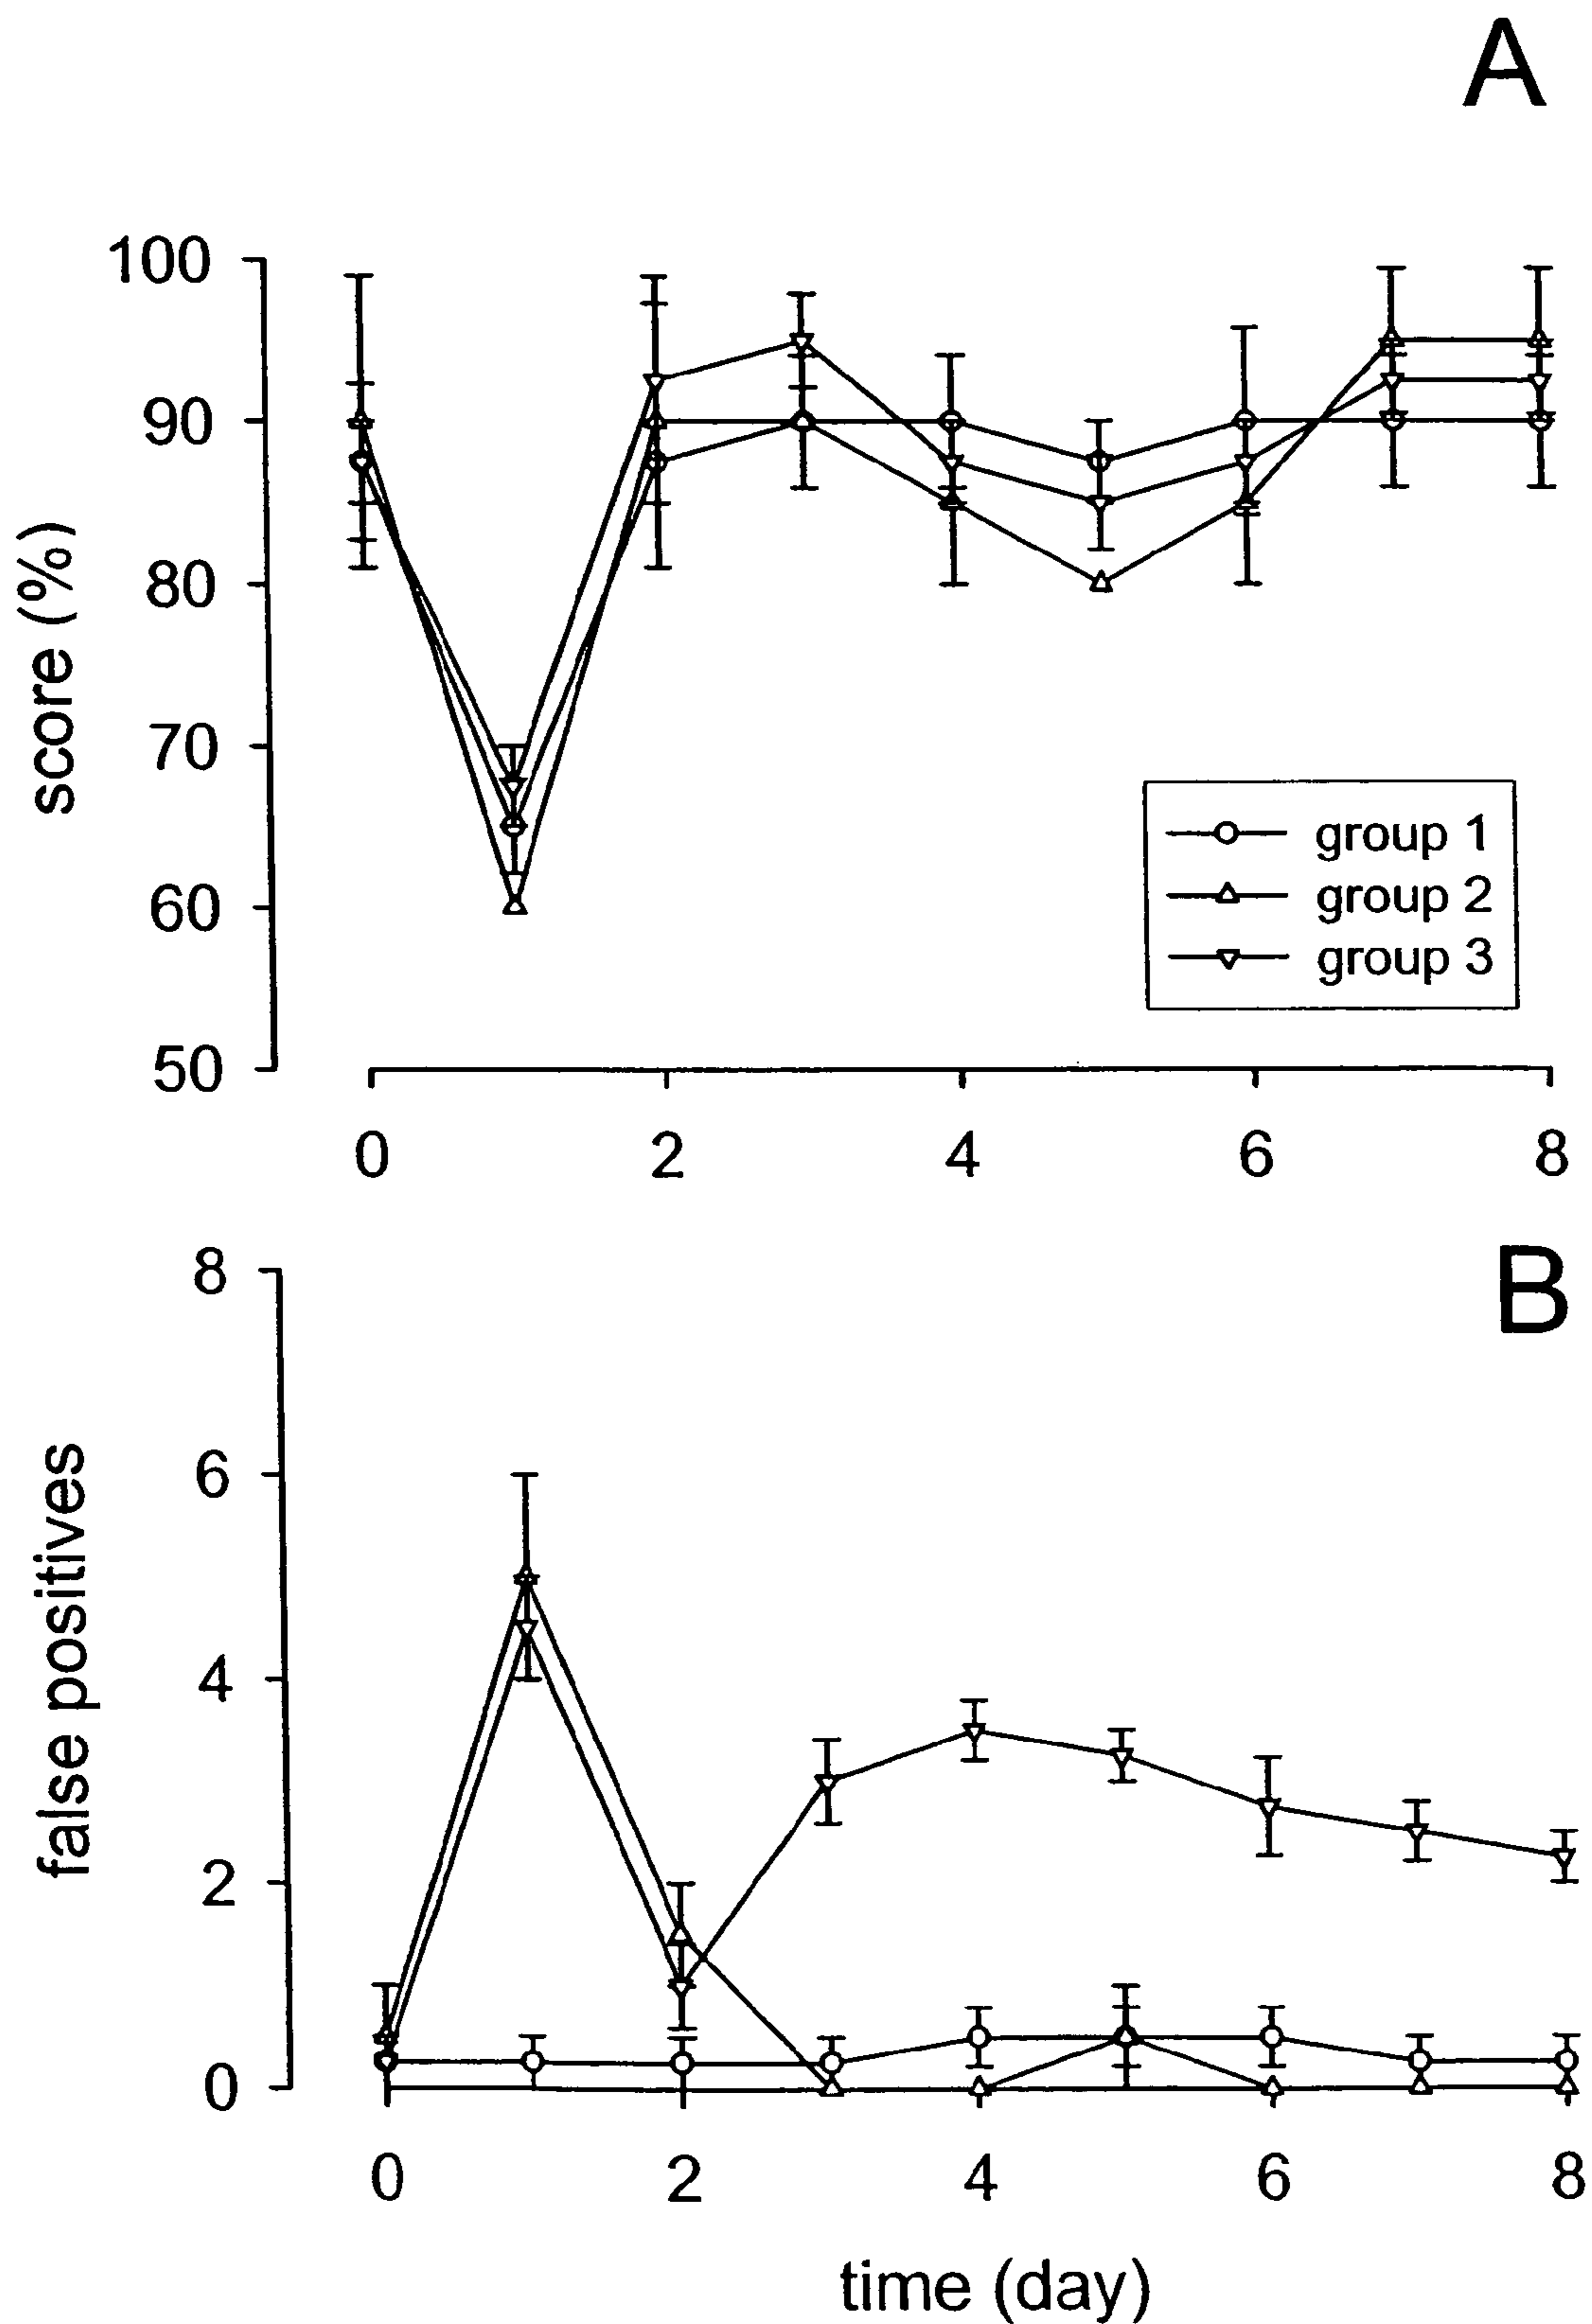 A
100
90
80
70
60
50
score (%)
group 1
group 2
group 3
0 2 4 6 8
B
8
6
4
2
0
false positives
0 2 4 6 8
time (day)